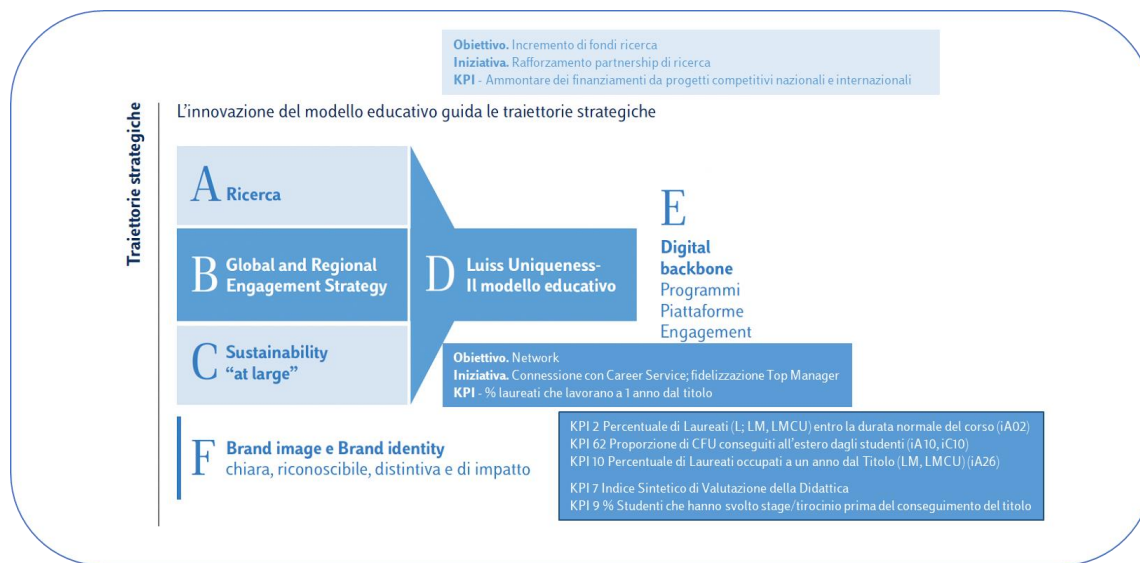 Obiettivo. Incremento di fondi ricerca
Iniziativa. Rafforzamento partnership di ricerca
KPI - Ammontare dei finanziamenti da progetti competitivi nazionali e internazionali
Traiettorie strategiche
L'innovazione del modello educativo guida le traiettorie strategiche
A Ricerca
B Global and Regional
Engagement Strategy
C Sustainability
"at large"
D Luiss Uniqueness-
Il modello educativo
E
Digital
backbone
Programmi
Piattaforme
Engagement
Obiettivo. Network
Iniziativa. Connessione con Career Service; fidelizzazione Top Manager
KPI - % laureati che lavorano a 1 anno dal titolo
F Brand image e Brand identity
chiara, riconoscibile, distintiva e di impatto
KPI 2 Percentuale di Laureati (L; LM, LMCU) entro la durata normale del corso (iA02)
KPI 62 Proporzione di CFU conseguiti all'estero dagli studenti (iA10, iC10)
KPI 10 Percentuale di Laureati occupati a un anno dal Titolo (LM, LMCU) (iA26)
KPI 7 Indice Sintetico di Valutazione della Didattica
KPI 9 % Studenti che hanno svolto stage/tirocinio prima del conseguimento del titolo